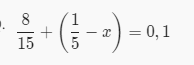 . 8/15 + (1/5 − x) = 0,1